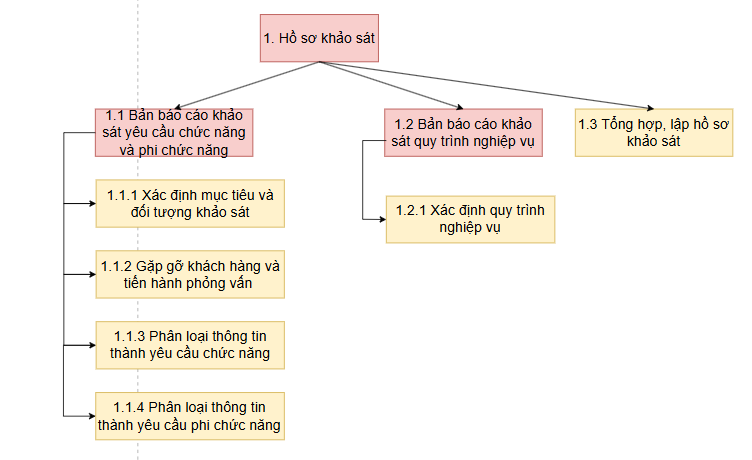 1. Hồ sơ khảo sát
1.1 Bản báo cáo khảo
sát yêu cầu chức năng
và phi chức năng
1.2 Bản báo cáo khảo
sát quy trình nghiệp vụ
1.3 Tổng hợp, lập hồ sơ
khảo sát
1.1.1 Xác định mục tiêu và
đối tượng khảo sát
1.2.1 Xác định quy trình
nghiệp vụ
1.1.2 Gặp gỡ khách hàng và
tiến hành phỏng vấn
1.1.3 Phân loại thông tin
thành yêu cầu chức năng
1.1.4 Phân loại thông tin
thành yêu cầu phi chức năng